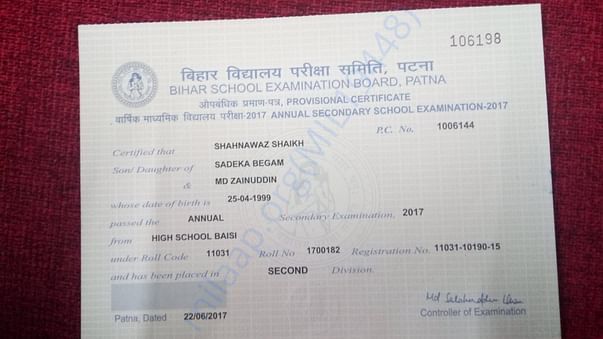 106198
बिहार विद्यालय परीक्षा समिति, पटना
BIHAR SCHOOL EXAMINATION BOARD, PATNA
औपबंधिक प्रमाण-पत्र, PROVISIONAL CERTIFICATE
वार्षिक माध्यमिक विद्यालय परीक्षा-2017 ANNUAL SECONDARY SCHOOL EXAMINATION-2017
P.C. No. 1006144
Certified that SHAHNAWAZ SHAIKH
Son/ Daughter of SADEKA BEGAM
& MD ZAINUDDIN
whose date of birth is 25-04-1999
passed the ANNUAL Secondary Examination, 2017
from HIGH SCHOOL BAISI
under Roll Code 11031 Roll No 1700182 Registration No. 11031-10190-15
and has been placed in SECOND Division.
Patna, Dated 22/06/2017
Controller of Examination